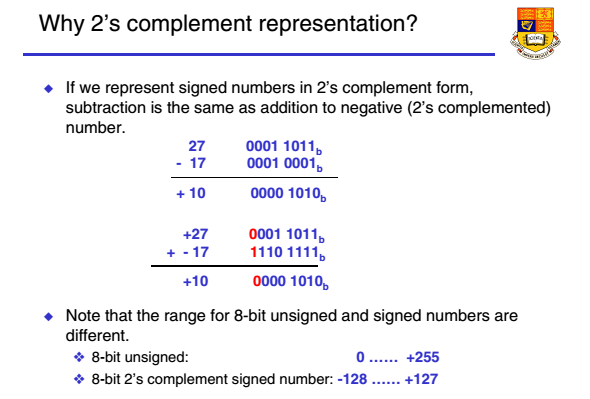 Why 2's complement representation?
◆ If we represent signed numbers in 2's complement form,
subtraction is the same as addition to negative (2's complemented)
number.
27 0001 1011b
- 17 0001 0001b
+ 10 0000 1010b
+27 0001 1011b
+ - 17 1110 1111b
+10 0000 1010b
◆ Note that the range for 8-bit unsigned and signed numbers are
different.
❖ 8-bit unsigned: 0 …… +255
❖ 8-bit 2's complement signed number: -128 …… +127